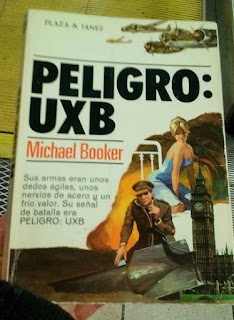 PLAZA & JANES
PELIGRO:
UXB
Michael Booker
Sus armas eran unos
dedos ágiles, unos
nervios de acero y un
frío valor. Su señal
de batalla era
PELIGRO: UXB